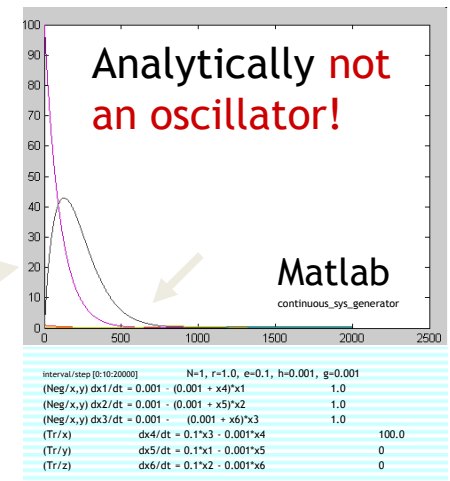 100
90
80
70
60
50
40
30
20
10
0
0 500 1000 1500 2000 2500
Analytically not
an oscillator!
Matlab
continuous_sys_generator
interval/step [0:10:20000] N=1, r=1.0, e=0.1, h=0.001, g=0.001
(Neg/x,y) dx1/dt = 0.001 - (0.001 + x4)*x1 1.0
(Neg/x,y) dx2/dt = 0.001 - (0.001 + x5)*x2 1.0
(Neg/x,y) dx3/dt = 0.001 - (0.001 + x6)*x3 1.0
(Tr/x) dx4/dt = 0.1*x3 - 0.001*x4 100.0
(Tr/y) dx5/dt = 0.1*x1 - 0.001*x5 0
(Tr/z) dx6/dt = 0.1*x2 - 0.001*x6 0